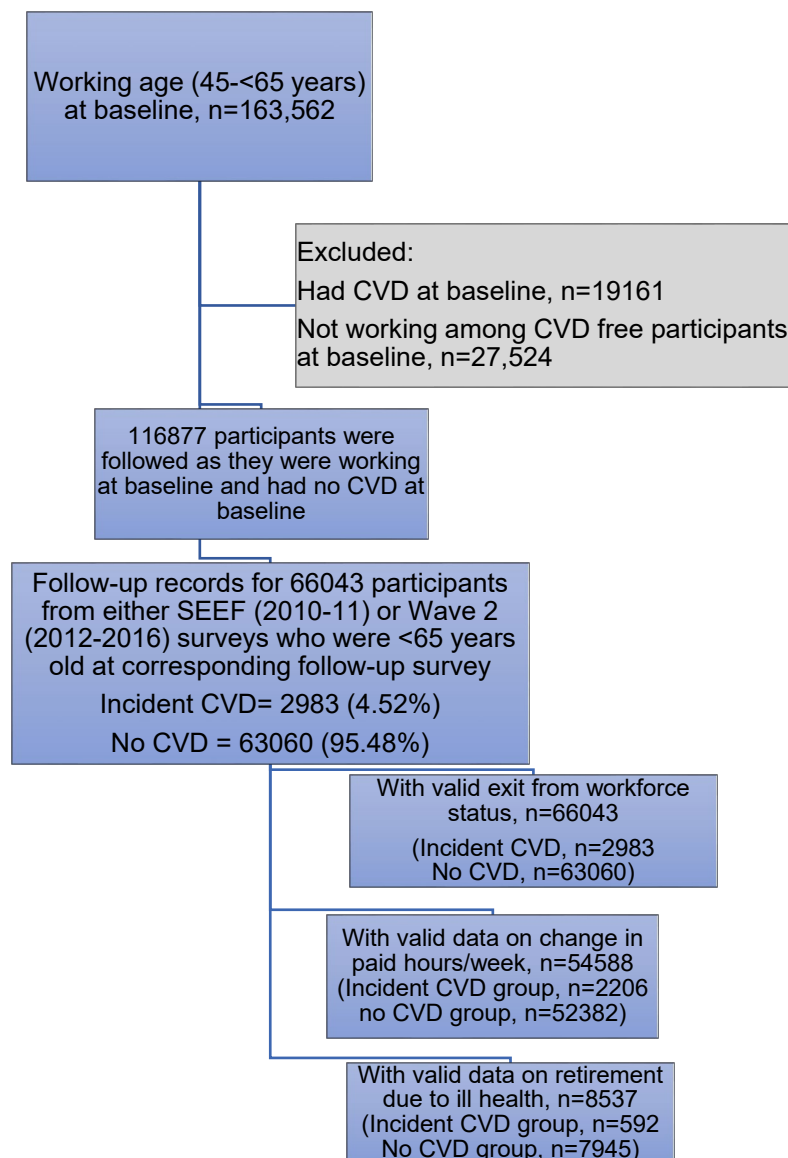 Working age (45-<65 years)
at baseline, n=163,562
Excluded:
Had CVD at baseline, n=19161
Not working among CVD free participants
at baseline, n=27,524
116877 participants were
followed as they were working
at baseline and had no CVD at
baseline
Follow-up records for 66043 participants
from either SEEF (2010-11) or Wave 2
(2012-2016) surveys who were <65 years
old at corresponding follow-up survey
Incident CVD= 2983 (4.52%)
No CVD = 63060 (95.48%)
With valid exit from workforce
status, n=66043
(Incident CVD, n=2983
No CVD, n=63060)
With valid data on change in
paid hours/week, n=54588
(Incident CVD group, n=2206
no CVD group, n=52382)
With valid data on retirement
due to ill health, n=8537
(Incident CVD group, n=592
No CVD group, n=7945)